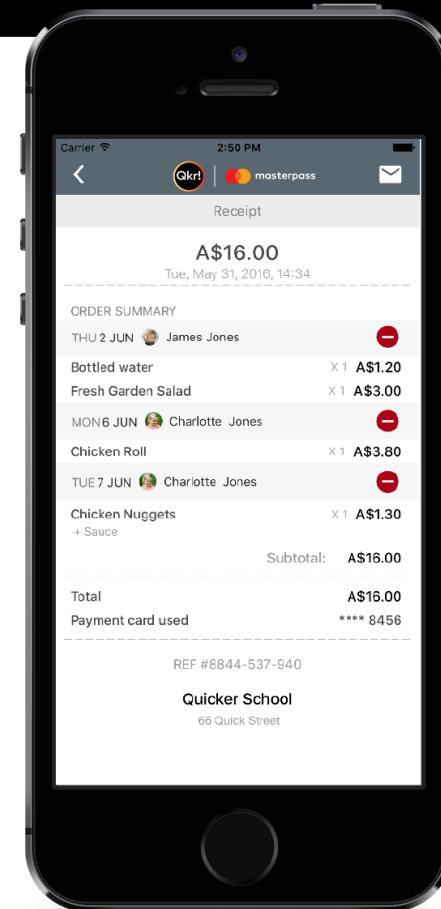 Carrier 2:50 PM
Qkr! masterpass
Receipt
A$16.00
Tue, May 31, 2016, 14:34
ORDER SUMMARY
THU 2 JUN James Jones
Bottled water X 1 A$1.20
Fresh Garden Salad X 1 A$3.00
MON 6 JUN Charlotte Jones
Chicken Roll X 1 A$3.80
TUE 7 JUN Charlotte Jones
Chicken Nuggets X 1 A$1.30
+ Sauce
Subtotal: A$16.00
Total A$16.00
Payment card used **** 8456
REF #8844-537-940
Quicker School
66 Quick Street